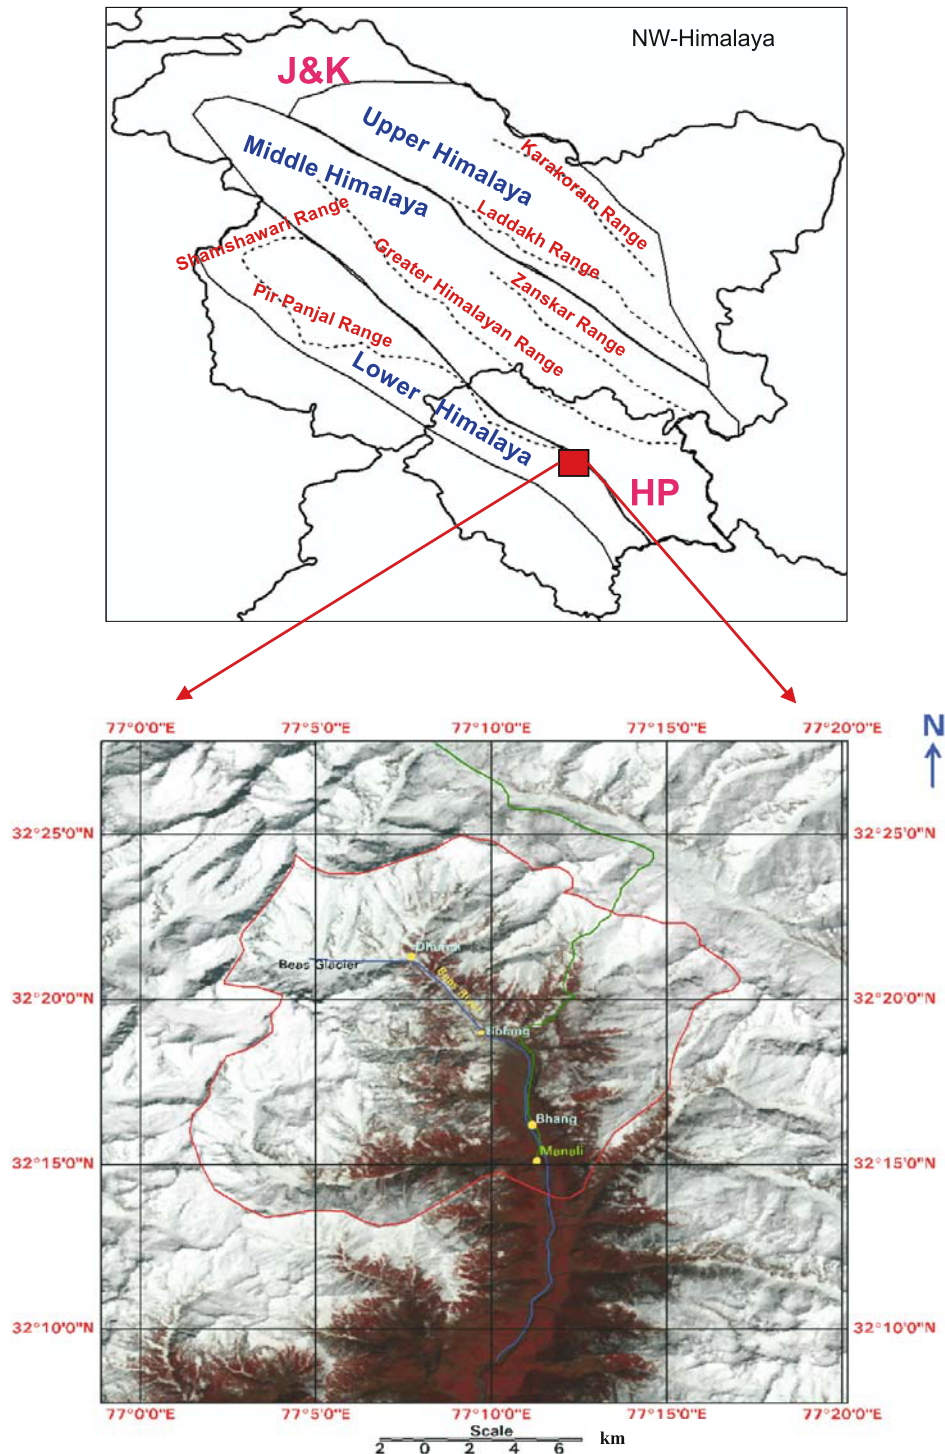 NW-Himalaya
J&K
Upper Himalaya
Middle Himalaya
Karakoram Range
Laddakh Range
Shamshawari Range
Greater Himalayan Range
Zanskar Range
Pir-Panjal Range
Lower Himalaya
HP
77°0'0"E 77°5'0"E 77°10'0"E 77°15'0"E 77°20'0"E
N
32°25'0"N 32°25'0"N
Beas Glacier
Beas River
32°20'0"N 32°20'0"N
Bhang
Manali
32°15'0"N 32°15'0"N
32°10'0"N 32°10'0"N
77°0'0"E 77°5'0"E 77°10'0"E 77°15'0"E 77°20'0"E
Scale
2 0 2 4 6 km